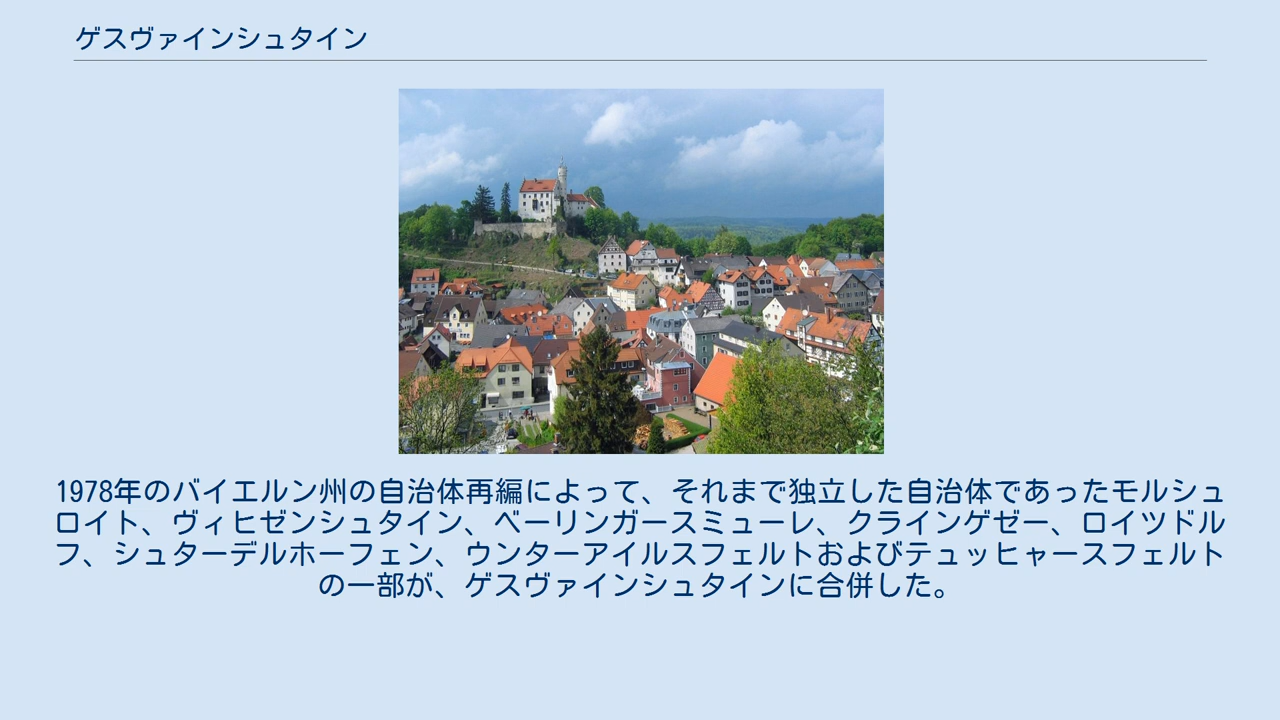 ゲスヴァインシュタイン
1978年のバイエルン州の自治体再編によって、それまで独立した自治体であったモルシュ
ロイト、ヴィヒゼンシュタイン、ベーリンガースミューレ、クラインゲゼー、ロイツドル
フ、シュターデルホーフェン、ウンターアイルスフェルトおよびテュッヒャースフェルト
の一部が、ゲスヴァインシュタインに合併した。